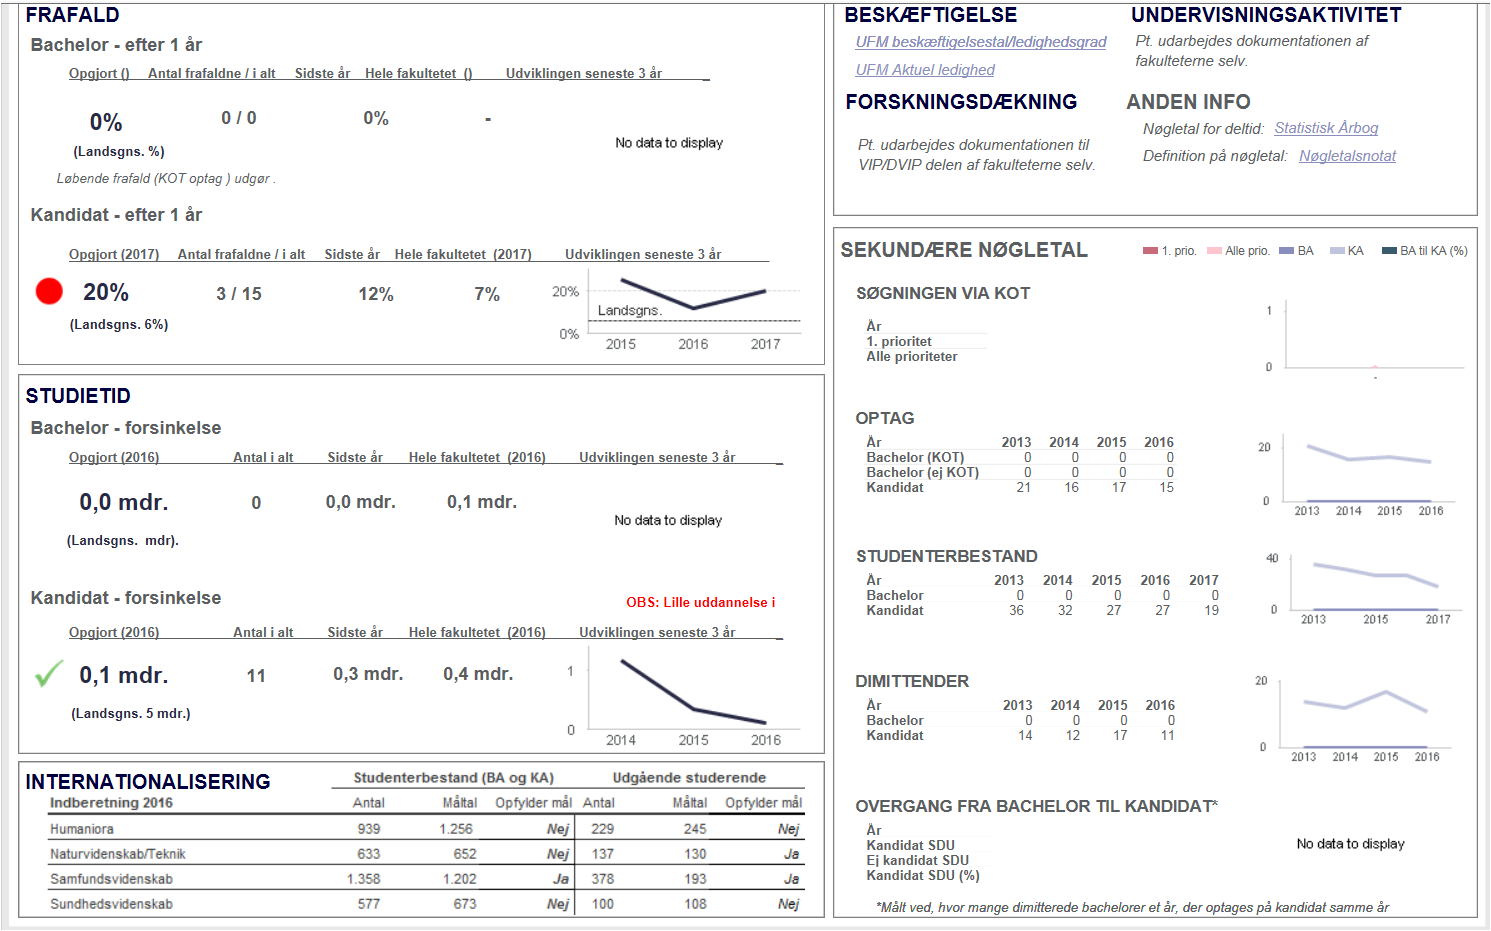 FRAFALD
Bachelor - efter 1 år
Opgjort () Antal frafaldne / i alt Sidste år Hele fakultetet () Udviklingen seneste 3 år
0% 0 / 0 0% -
No data to display
(Landsgns. %)
Løbende frafald (KOT optag ) udgør .
Kandidat - efter 1 år
Opgjort (2017) Antal frafaldne / i alt Sidste år Hele fakultetet (2017) Udviklingen seneste 3 år
20% 3 / 15 12% 7%
(Landsgns. 6%)
20%
Landsgns.
0%
2015 2016 2017
STUDIETID
Bachelor - forsinkelse
Opgjort (2016) Antal i alt Sidste år Hele fakultetet (2016) Udviklingen seneste 3 år
0,0 mdr. 0 0,0 mdr. 0,1 mdr.
No data to display
(Landsgns. mdr).
Kandidat - forsinkelse
OBS: Lille uddannelse i
Opgjort (2016) Antal i alt Sidste år Hele fakultetet (2016) Udviklingen seneste 3 år
0,1 mdr. 11 0,3 mdr. 0,4 mdr.
(Landsgns. 5 mdr.)
1
0
2014 2015 2016
INTERNATIONALISERING
Studenterbestand (BA og KA) Udgående studerende
Indberetning 2016 Antal Måltal Opfylder mål Antal Måltal Opfylder mål
Humaniora 939 1.256 Nej 229 245 Nej
Naturvidenskab/Teknik 633 652 Nej 137 130 Ja
Samfundsvidenskab 1.358 1.202 Ja 378 193 Ja
Sundhedsvidenskab 577 673 Nej 100 108 Nej
BESKÆFTIGELSE
UFM beskæftigelsestal/ledighedsgrad
UFM Aktuel ledighed
UNDERVISNINGSAKTIVITET
Pt. udarbejdes dokumentationen af
fakulteterne selv.
FORSKNINGSDÆKNING
Pt. udarbejdes dokumentationen til
VIP/DVIP delen af fakulteterne selv.
ANDEN INFO
Nøgletal for deltid: Statistisk Årbog
Definition på nøgletal: Nøgletalsnotat
SEKUNDÆRE NØGLETAL
1. prio. Alle prio. BA KA BA til KA (%)
SØGNINGEN VIA KOT
År
1. prioritet
Alle prioriteter
1
0
-
OPTAG
År 2013 2014 2015 2016
Bachelor (KOT) 0 0 0 0
Bachelor (ej KOT) 0 0 0 0
Kandidat 21 16 17 15
20
0
2013 2014 2015 2016
STUDENTERBESTAND
År 2013 2014 2015 2016 2017
Bachelor 0 0 0 0 0
Kandidat 36 32 27 27 19
40
0
2013 2015 2017
DIMITTENDER
År 2013 2014 2015 2016
Bachelor 0 0 0 0
Kandidat 14 12 17 11
20
0
2013 2014 2015 2016
OVERGANG FRA BACHELOR TIL KANDIDAT*
År
Kandidat SDU
Ej kandidat SDU
Kandidat SDU (%)
No data to display
*Målt ved, hvor mange dimitterede bachelorer et år, der optages på kandidat samme år